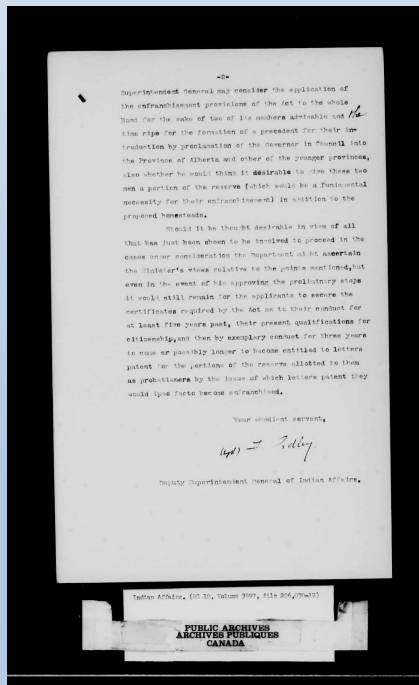 -2-
Superintendent General may consider the application of
the enfranchisement provisions of the Act to the whole
Band for the sake of two of its members advisable and the
time ripe for the formation of a precedent for their in-
troduction by proclamation of the Governor in Council into
the Province of Alberta and other of the younger provinces,
also whether he would think it desirable to give these two
men a portion of the reserve (which would be a fundamental
necessity for their enfranchisement) in addition to the
proposed homesteads.
Should it be thought desirable in view of all
that has just been shown to be involved to proceed in the
cases under consideration the Department might ascertain
the Minister's views relative to the points mentioned,but
even in the event of his approving the preliminary steps
it would still remain for the applicants to secure the
certificates required by the Act as to their conduct for
at least five years past, their present qualifications for
citizenship,and then by exemplary conduct for three years
to come or possibly longer to become entitled to letters
patent for the portions of the reserve allotted to them
as probationers by the issue of which letters patent they
would ipso facto become enfranchised.
Your obedient servant,
(sgd) F Pedley.
Deputy Superintendent General of Indian Affairs.
Indian Affairs. (RG 10, Volume 3997, file 206,070-12)
PUBLIC ARCHIVES
ARCHIVES PUBLIQUES
CANADA